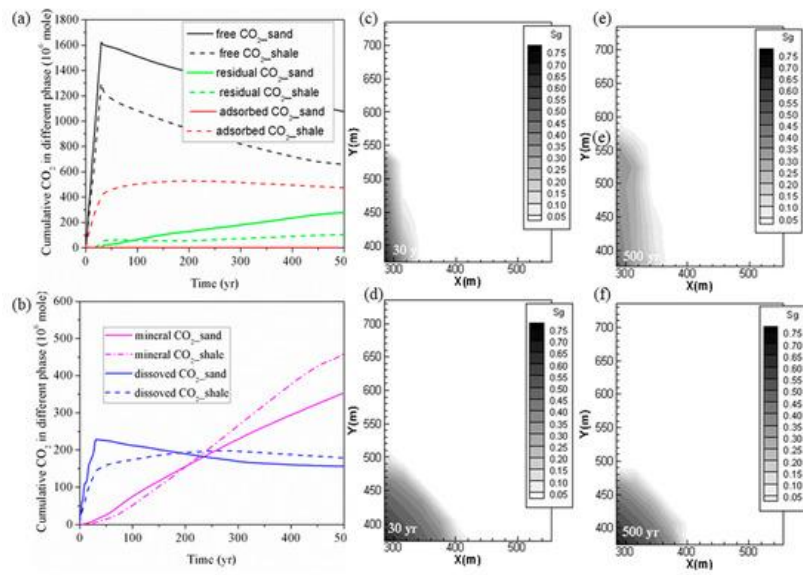 (a)
Cumulative CO2 in different phase (10^6 mole)
1800
1600
1400
1200
1000
800
600
400
200
0
free CO2_sand
free CO2_shale
residual CO2_sand
residual CO2_shale
adsorbed CO2_sand
adsorbed CO2_shale
0 100 200 300 400 50
Time (yr)
(b)
Cumulative CO2 in different phase (10^6 mole)
600
500
400
300
200
100
mineral CO2_sand
mineral CO2_shale
dissoved CO2_sand
dissoved CO2_shale
0 100 200 300 400 50
Time (yr)
(c)
Y(m)
700
650
600
550
500
450
400
Sg
0.75
0.65
0.60
0.55
0.50
0.45
0.40
0.35
0.30
0.25
0.20
0.15
0.10
0.05
30 yr
300 400 500
X(m)
(d)
Y(m)
700
650
600
550
500
450
400
Sg
0.75
0.65
0.60
0.55
0.50
0.45
0.40
0.35
0.30
0.25
0.20
0.15
0.10
0.05
30 yr
300 400 500
X(m)
(e)
Y(m)
700
650
600
550
500
450
400
Sg
0.75
0.65
0.60
0.55
0.50
0.45
0.40
0.35
0.30
0.25
0.20
0.15
0.10
0.05
(e)
500 yr
300 400 500
X(m)
(f)
Y(m)
700
650
600
550
500
450
400
Sg
0.75
0.65
0.60
0.55
0.50
0.45
0.40
0.35
0.30
0.25
0.20
0.15
0.10
0.05
500 yr
300 400 500
X(m)